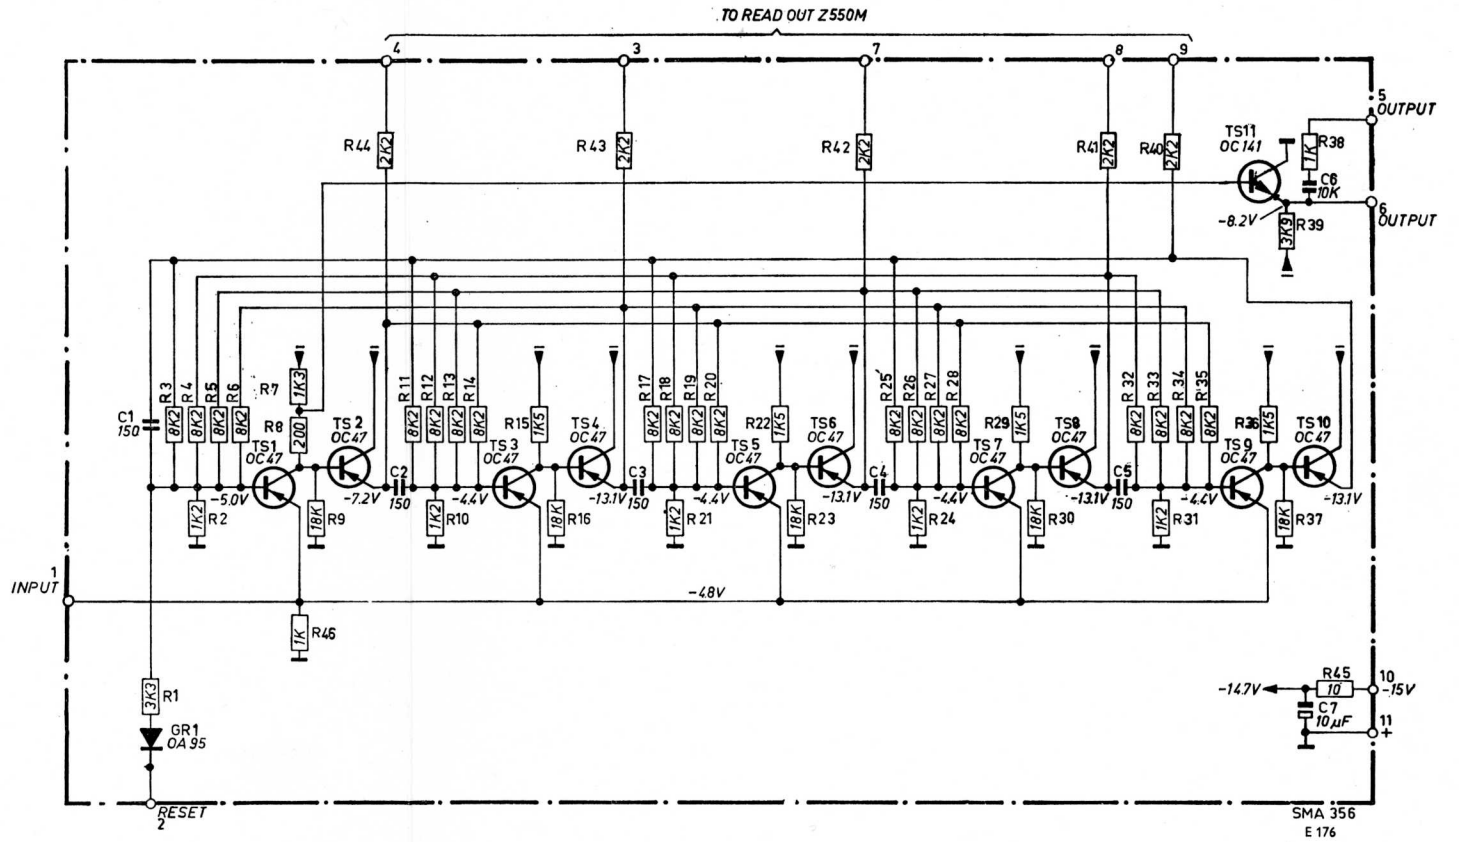 TO READ OUT Z550M
4
3
7
8
9
5
OUTPUT
R44
2K2
R43
2K2
R42
2K2
R41
2K2
R40
2K2
TS11
OC141
R38
1K
C6
10K
6
OUTPUT
-8.2V
R39
3K9
C1
150
R3
8K2
R4
8K2
R5
8K2
R6
8K2
R7
1K3
R8
200
TS1
OC47
TS2
OC47
R11
8K2
R12
8K2
R13
8K2
R14
8K2
R15
1K5
TS3
OC47
TS4
OC47
R17
8K2
R18
8K2
R19
8K2
R20
8K2
R22
1K5
TS5
OC47
TS6
OC47
R25
8K2
R26
8K2
R27
8K2
R28
8K2
R29
1K5
TS7
OC47
TS8
OC47
R32
8K2
R33
8K2
R34
8K2
R35
8K2
R36
1K5
TS9
OC47
TS10
OC47
-5.0V
-7.2V
C2
150
-4.4V
-13.1V
C3
150
-4.4V
-13.1V
C4
150
-4.4V
-13.1V
C5
150
-4.4V
-13.1V
R2
1K2
R9
18K
R10
1K2
R16
18K
R21
1K2
R23
18K
R24
1K2
R30
18K
R31
1K2
R37
18K
1
INPUT
-4.8V
R46
1K
R1
3K3
GR1
OA95
RESET
2
-14.7V
R45
10
10
-15V
C7
10µF
11
+
SMA 356
E 176